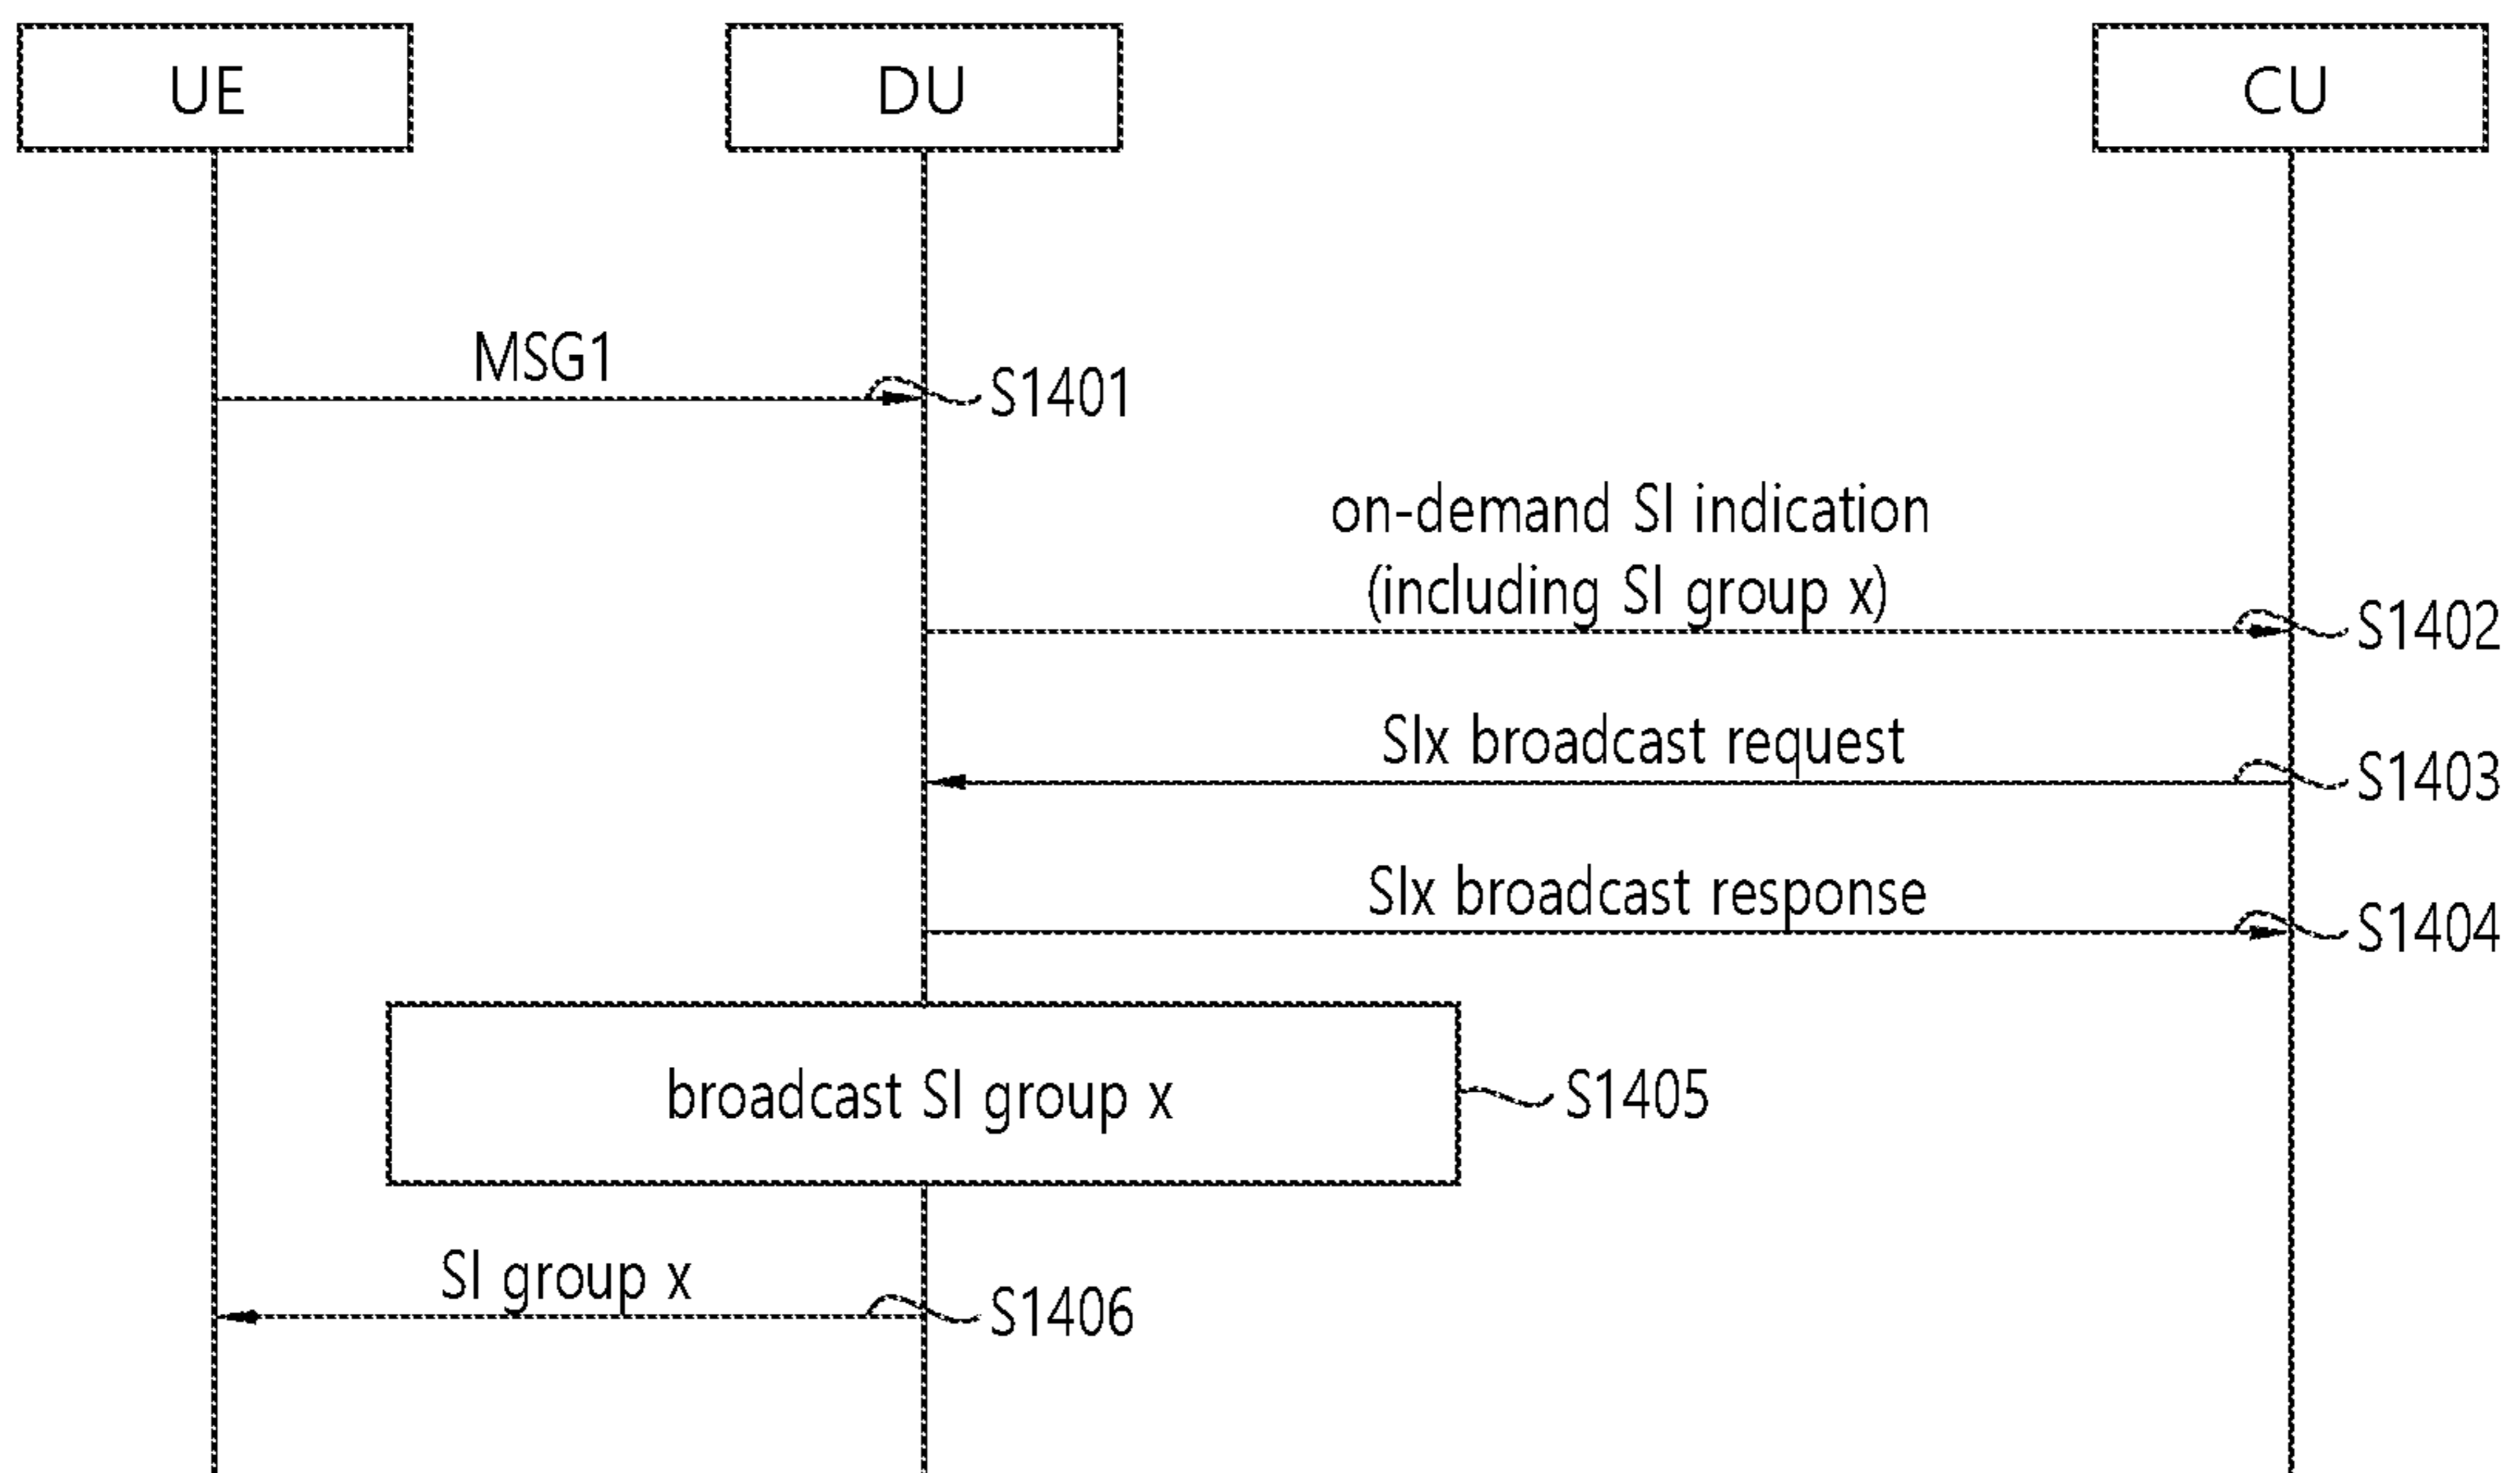 UE
DU
CU
MSG1
S1401
on-demand SI indication
(including SI group x)
S1402
SIx broadcast request
S1403
SIx broadcast response
S1404
broadcast SI group x
S1405
SI group x
S1406